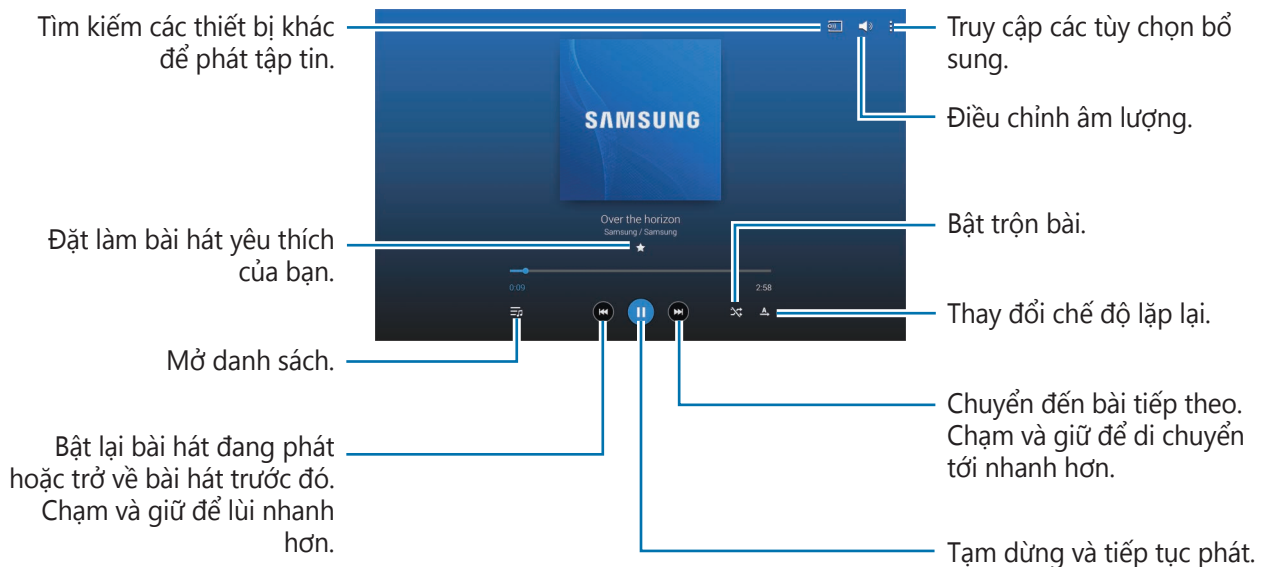 Tìm kiếm các thiết bị khác
để phát tập tin.
Truy cập các tùy chọn bổ
sung.
Điều chỉnh âm lượng.
SAMSUNG
Over the horizon
Samsung / Samsung
Đặt làm bài hát yêu thích
của bạn.
Bật trộn bài.
0:09
2:58
A
Thay đổi chế độ lặp lại.
Mở danh sách.
Chuyển đến bài tiếp theo.
Chạm và giữ để di chuyển
tới nhanh hơn.
Bật lại bài hát đang phát
hoặc trở về bài hát trước đó.
Chạm và giữ để lùi nhanh
hơn.
Tạm dừng và tiếp tục phát.